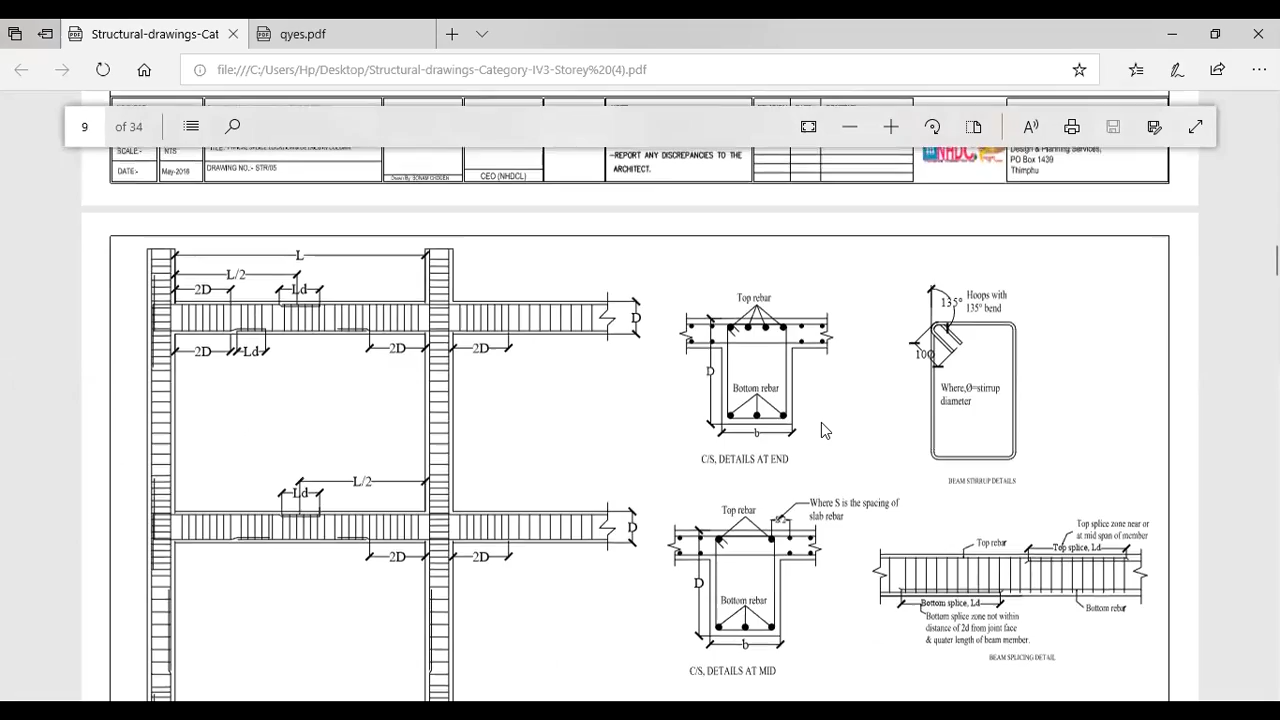 Structural-drawings-Cat
qyes.pdf
file:///C:/Users/Hp/Desktop/Structural-drawings-Category-IV3-Storey%20(4).pdf
9 of 34
SCALE:-
NTS
DATE:-
May-2016
DRAWING NO.- STR/05
CEO (NHDCL)
-REPORT ANY DISCREPANCIES TO THE
ARCHITECT.
NHDC
Design & Planning Services,
PO Box 1439
Thimphu
L
L/2
2D
Ld
D
2D
Ld
2D
2D
L/2
Ld
D
2D
2D
Top rebar
D
Bottom rebar
b
C/S, DETAILS AT END
135°
Hoops with
135° bend
100
Where,Ø=stirrup
diameter
BEAM STIRRUP DETAILS
Where S is the spacing of
slab rebar
Top rebar
D
Bottom rebar
b
C/S, DETAILS AT MID
Top splice zone near or
at mid span of member
Top rebar
Top splice, Ld
Bottom splice, Ld
Bottom rebar
Bottom splice zone not within
distance of 2d from joint face
& quater length of beam member.
BEAM SPLICING DETAIL